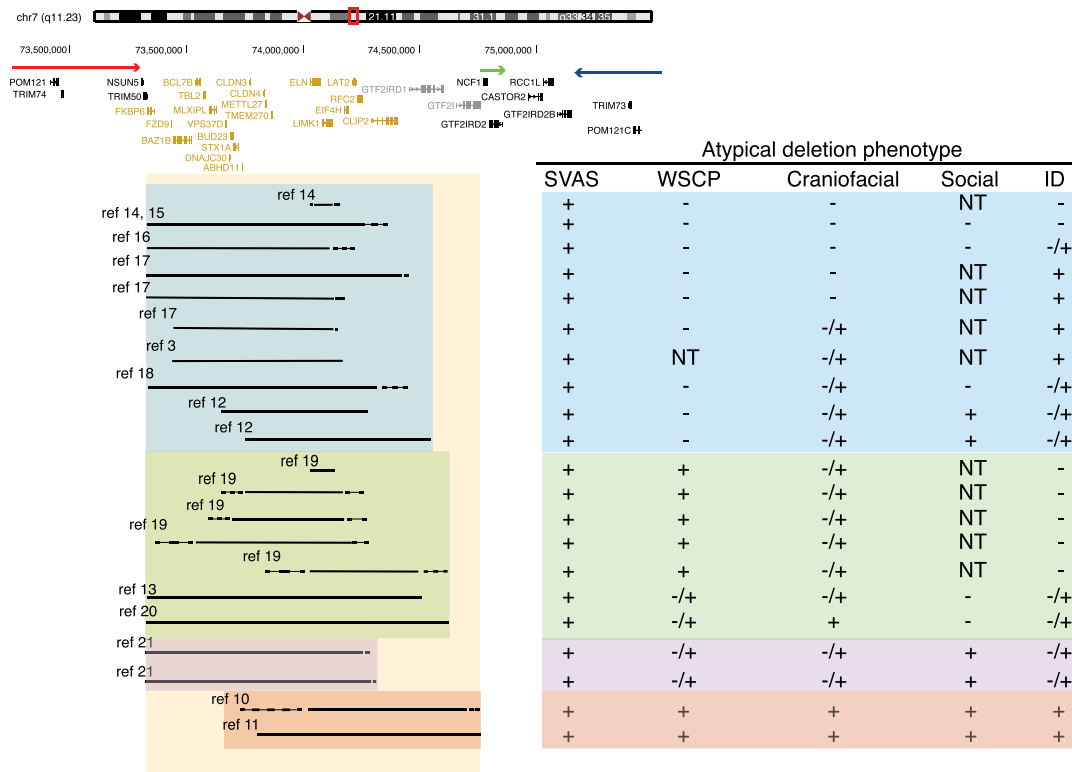 chr7 (q11.23) 21.11 31.1 q33 34 35
73,500,000 73,500,000 74,000,000 74,500,000 75,000,000
POM121 NSUN5 BCL7B CLDN3 ELN LAT2 GTF2IRD1 NCF1 RCC1L
TRIM74 TRIM50 TBL2 CLDN4 RFC2 GTF2I CASTOR2 TRIM73
FKBP6 MLXIPL METTL27 EIF4H GTF2IRD2B
FZD9 VPS37D TMEM270 LIMK1 CLIP2 GTF2IRD2 POM121C
BAZ1B BUD23
STX1A
DNAJC30
ABHD11
Atypical deletion phenotype
SVAS WSCP Craniofacial Social ID
ref 14 + - - NT -
ref 14, 15 + - - - -
ref 16 + - - - -/+
ref 17 + - - NT +
ref 17 + - - NT +
ref 17 + - -/+ NT +
ref 3 + NT -/+ NT +
ref 18 + - -/+ - -/+
ref 12 + - -/+ + -/+
ref 12 + - -/+ + -/+
ref 19 + + -/+ NT -
ref 19 + + -/+ NT -
ref 19 + + -/+ NT -
ref 19 + + -/+ NT -
ref 19 + + -/+ NT -
ref 13 + -/+ -/+ - -/+
ref 20 + -/+ + - -/+
ref 21 + -/+ -/+ + -/+
ref 21 + -/+ -/+ + -/+
ref 10 + + + + +
ref 11 + + + + +